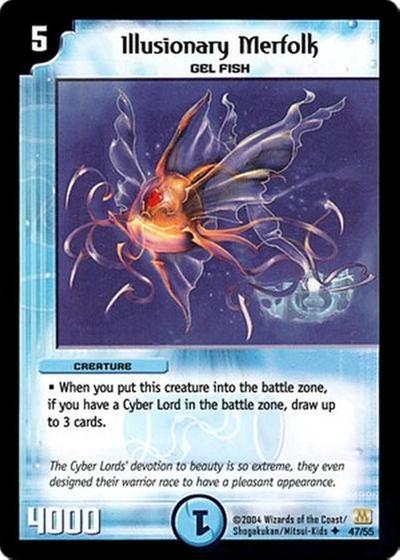 5
Illusionary Merfolk
GEL FISH
CREATURE
▪ When you put this creature into the battle zone,
if you have a Cyber Lord in the battle zone, draw up
to 3 cards.
The Cyber Lords' devotion to beauty is so extreme, they even
designed their warrior race to have a pleasant appearance.
4000
1
©2004 Wizards of the Coast/
Shogakukan/Mitsui-Kids ✦ 47/55